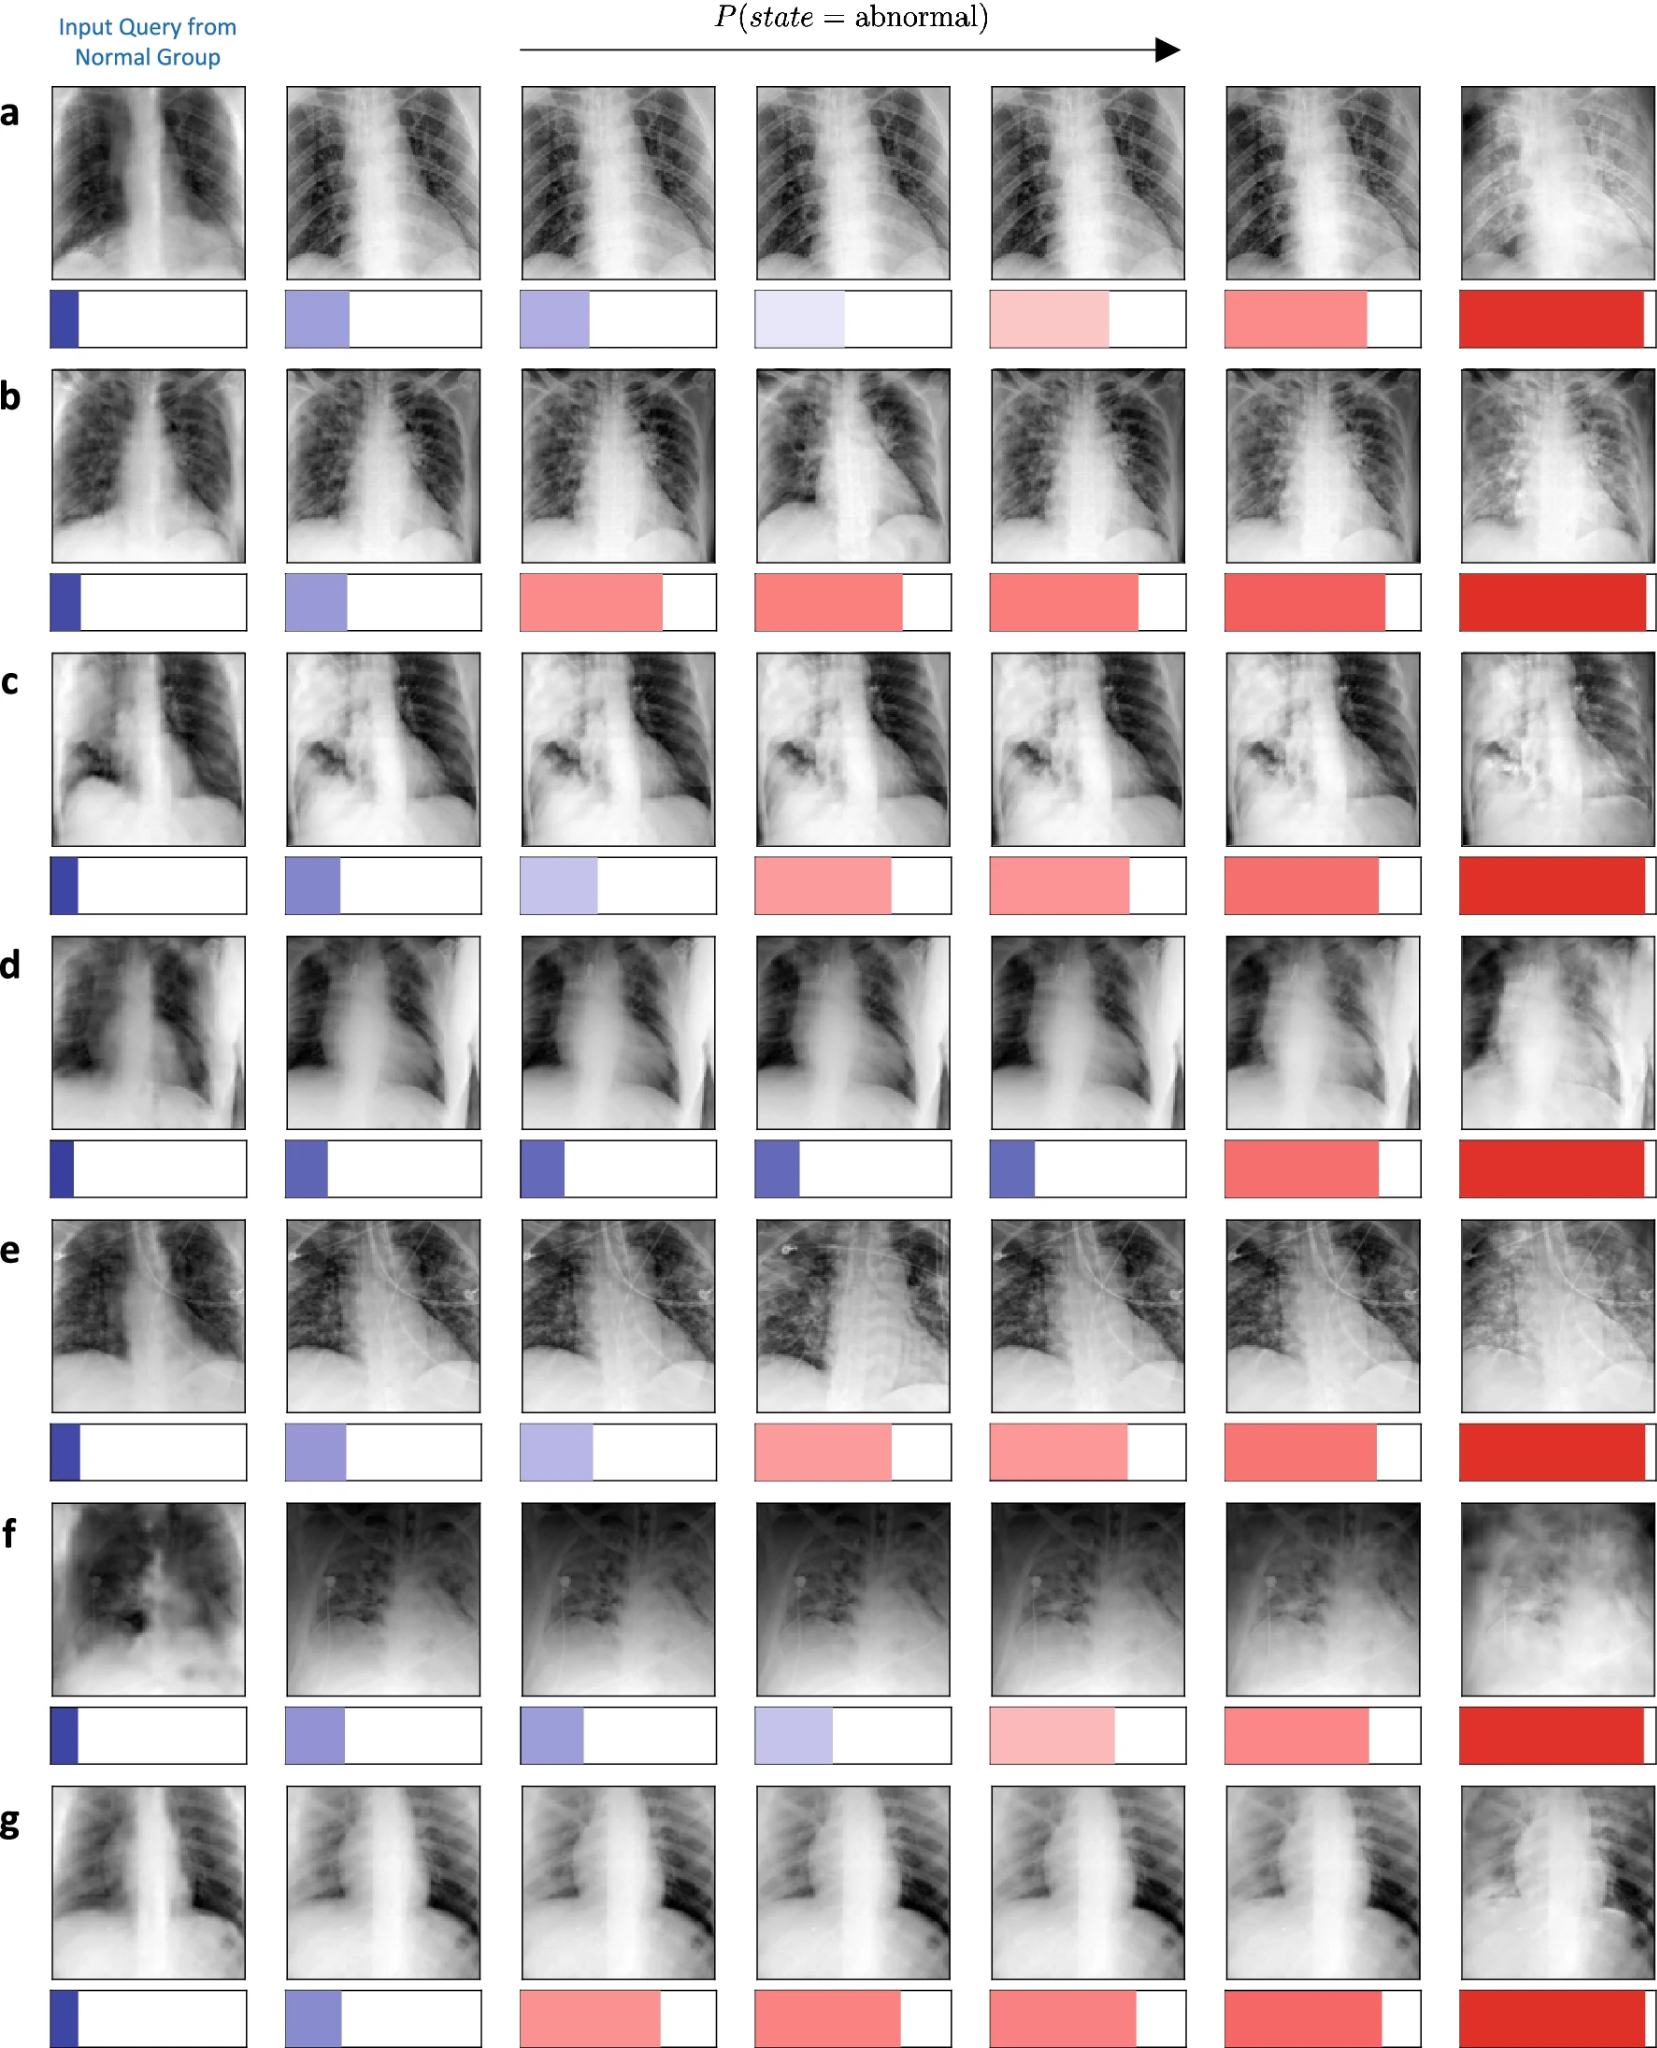 P(state = abnormal)
Input Query from
Normal Group
a
b
c
d
e
f
g